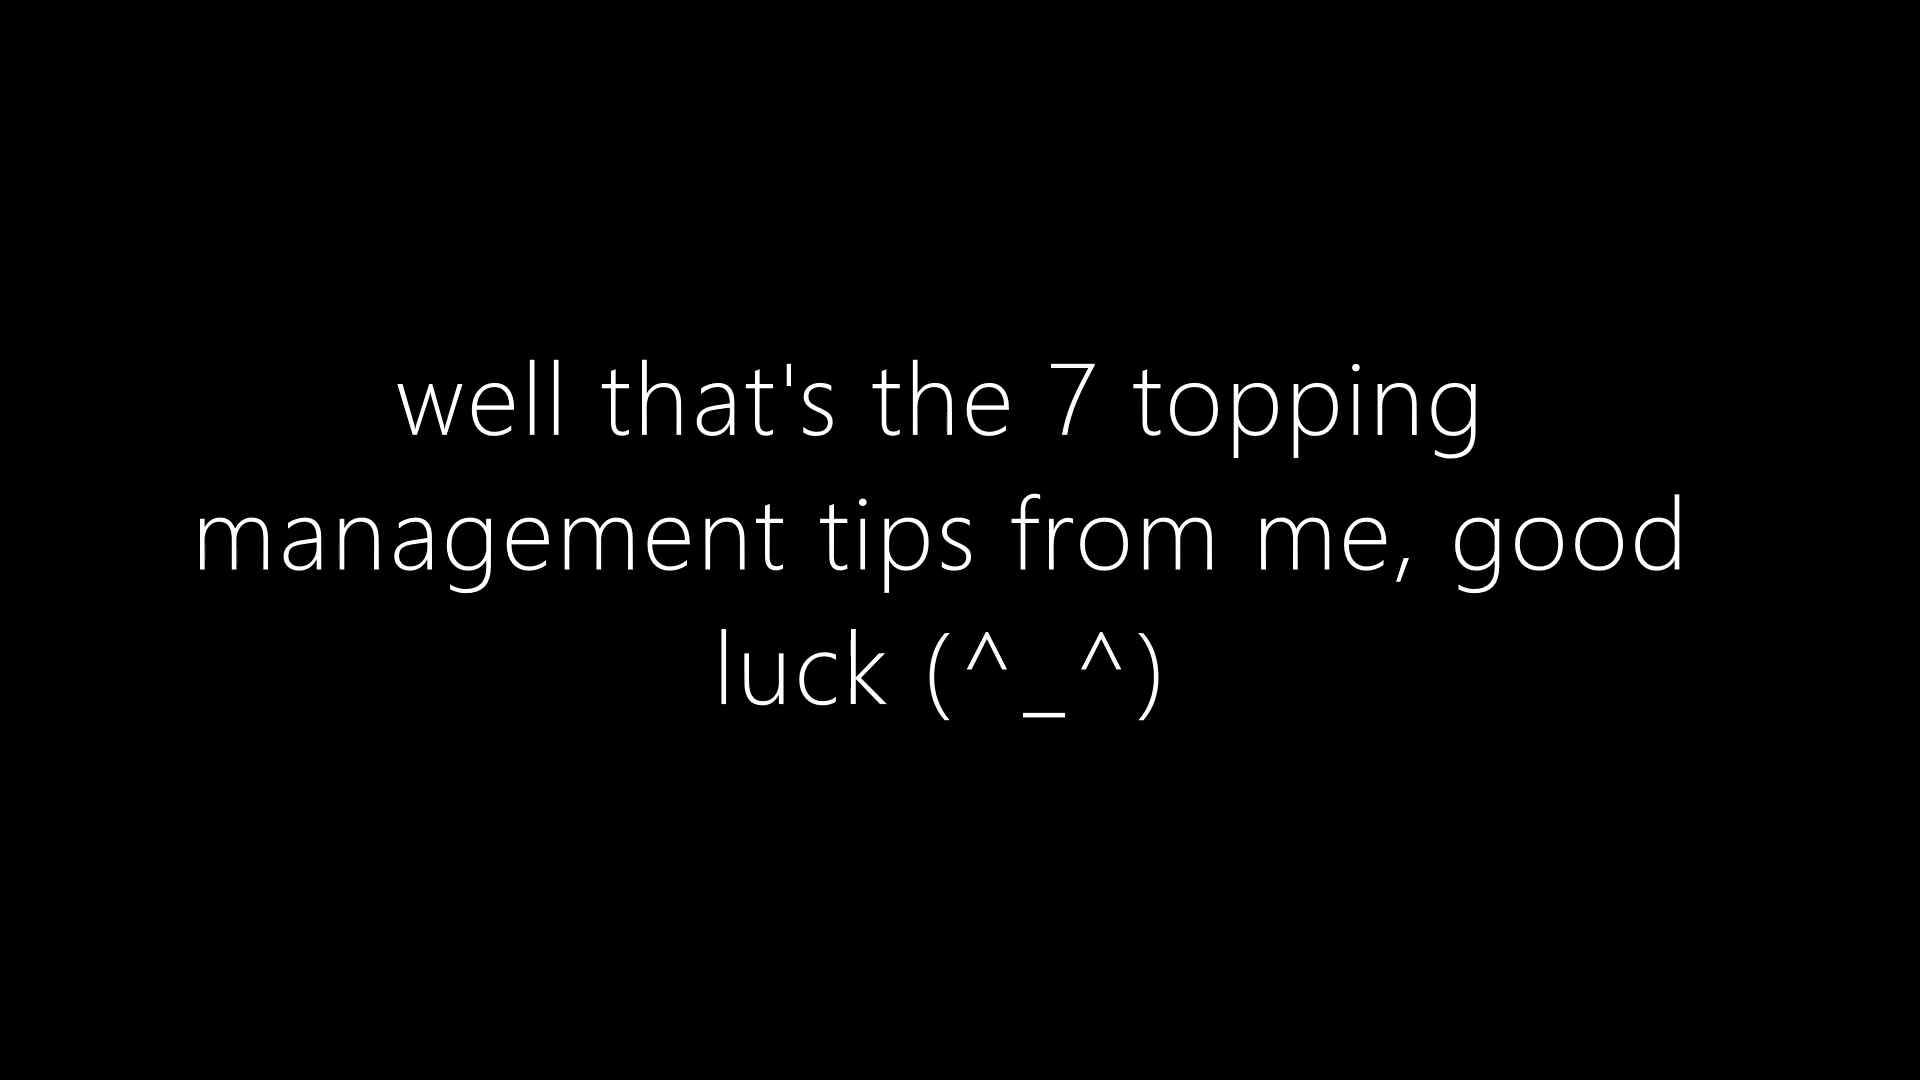 well that's the 7 topping
management tips from me, good
luck (^_^)